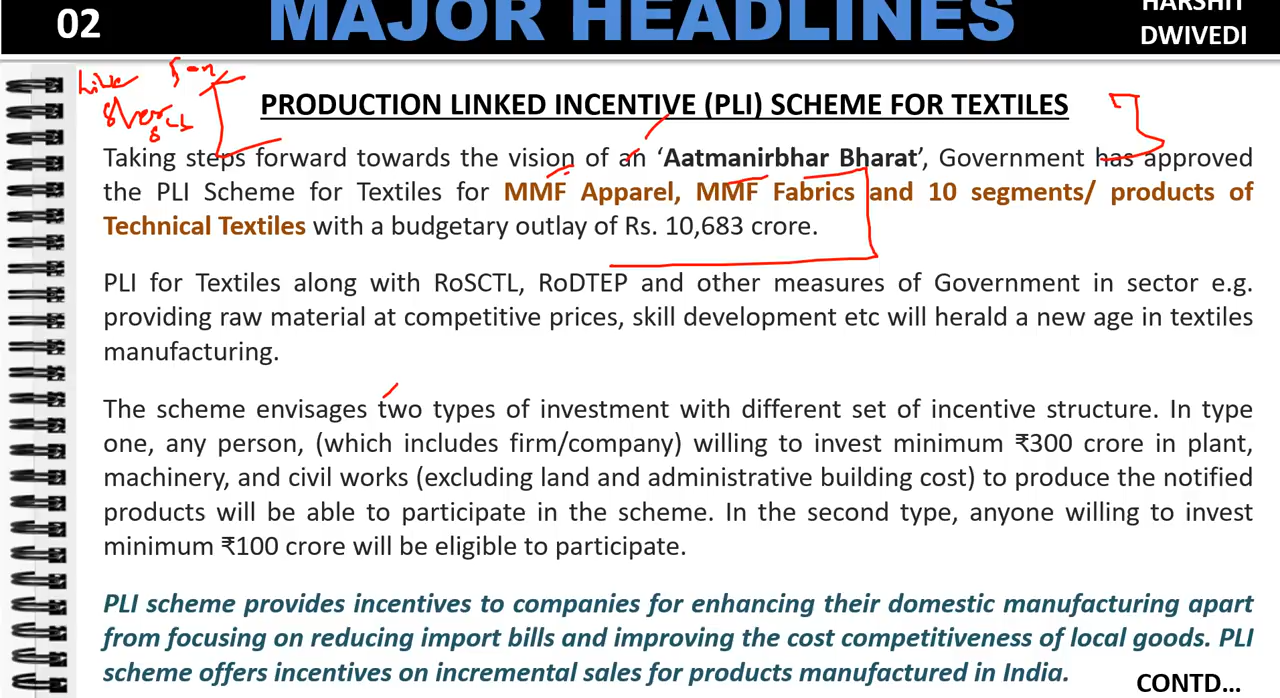 02
MAJOR HEADLINES
HARSHIT
DWIVEDI
PRODUCTION LINKED INCENTIVE (PLI) SCHEME FOR TEXTILES
Taking steps forward towards the vision of an ‘Aatmanirbhar Bharat’, Government has approved
the PLI Scheme for Textiles for MMF Apparel, MMF Fabrics and 10 segments/ products of
Technical Textiles with a budgetary outlay of Rs. 10,683 crore.
PLI for Textiles along with RoSCTL, RoDTEP and other measures of Government in sector e.g.
providing raw material at competitive prices, skill development etc will herald a new age in textiles
manufacturing.
The scheme envisages two types of investment with different set of incentive structure. In type
one, any person, (which includes firm/company) willing to invest minimum ₹300 crore in plant,
machinery, and civil works (excluding land and administrative building cost) to produce the notified
products will be able to participate in the scheme. In the second type, anyone willing to invest
minimum ₹100 crore will be eligible to participate.
PLI scheme provides incentives to companies for enhancing their domestic manufacturing apart
from focusing on reducing import bills and improving the cost competitiveness of local goods. PLI
scheme offers incentives on incremental sales for products manufactured in India.
CONTD...